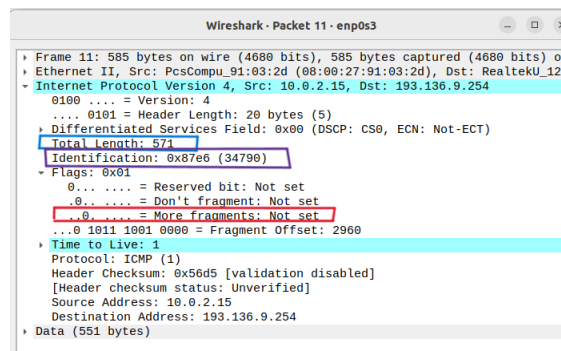 Wireshark · Packet 11 · enp0s3
Frame 11: 585 bytes on wire (4680 bits), 585 bytes captured (4680 bits) o
Ethernet II, Src: PcsCompu_91:03:2d (08:00:27:91:03:2d), Dst: RealtekU_12
Internet Protocol Version 4, Src: 10.0.2.15, Dst: 193.136.9.254
0100 .... = Version: 4
.... 0101 = Header Length: 20 bytes (5)
Differentiated Services Field: 0x00 (DSCP: CS0, ECN: Not-ECT)
Total Length: 571
Identification: 0x87e6 (34790)
Flags: 0x01
0... .... = Reserved bit: Not set
.0.. .... = Don't fragment: Not set
..0. .... = More fragments: Not set
...0 1011 1001 0000 = Fragment Offset: 2960
Time to Live: 1
Protocol: ICMP (1)
Header Checksum: 0x56d5 [validation disabled]
[Header checksum status: Unverified]
Source Address: 10.0.2.15
Destination Address: 193.136.9.254
Data (551 bytes)